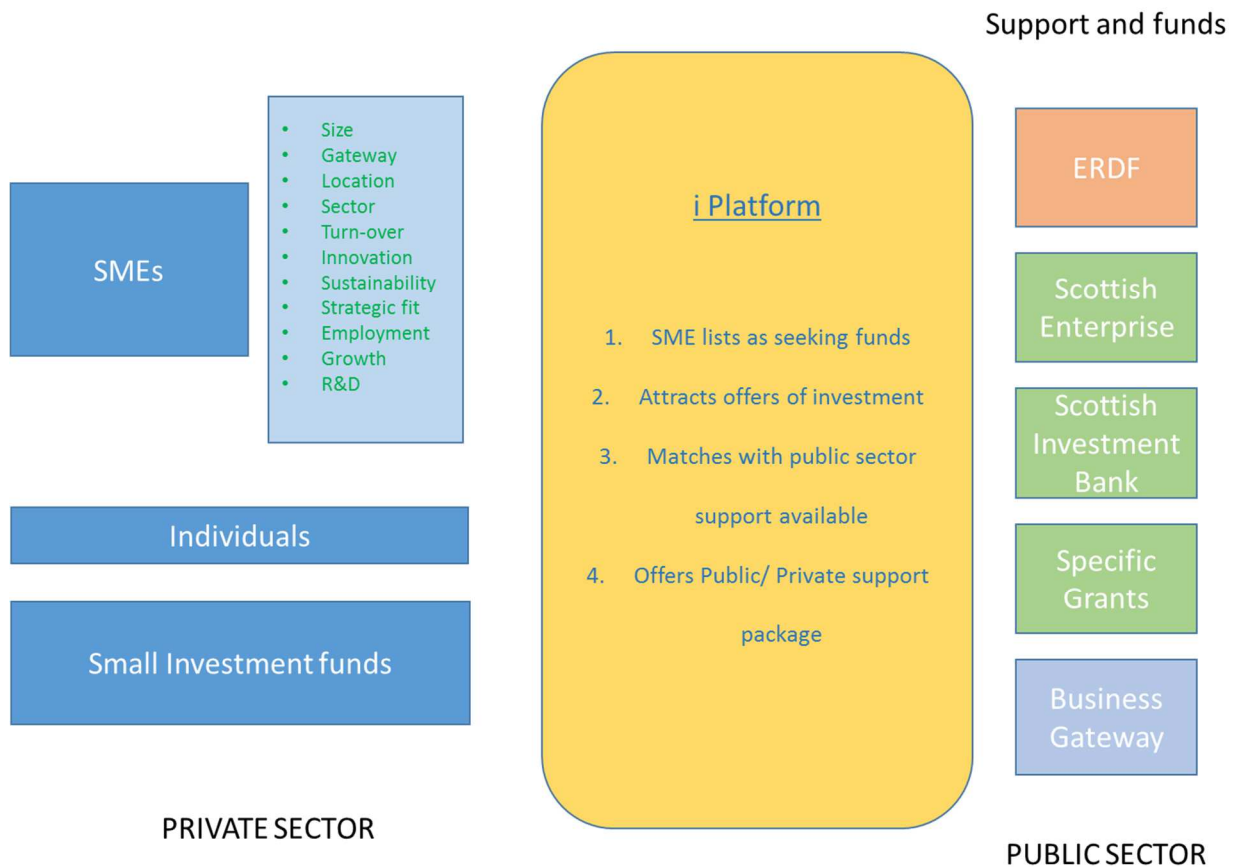 Support and funds
SMEs
• Size
• Gateway
• Location
• Sector
• Turn-over
• Innovation
• Sustainability
• Strategic fit
• Employment
• Growth
• R&D
Individuals
Small Investment funds
PRIVATE SECTOR
i Platform
1. SME lists as seeking funds
2. Attracts offers of investment
3. Matches with public sector
support available
4. Offers Public/ Private support
package
ERDF
Scottish
Enterprise
Scottish
Investment
Bank
Specific
Grants
Business
Gateway
PUBLIC SECTOR